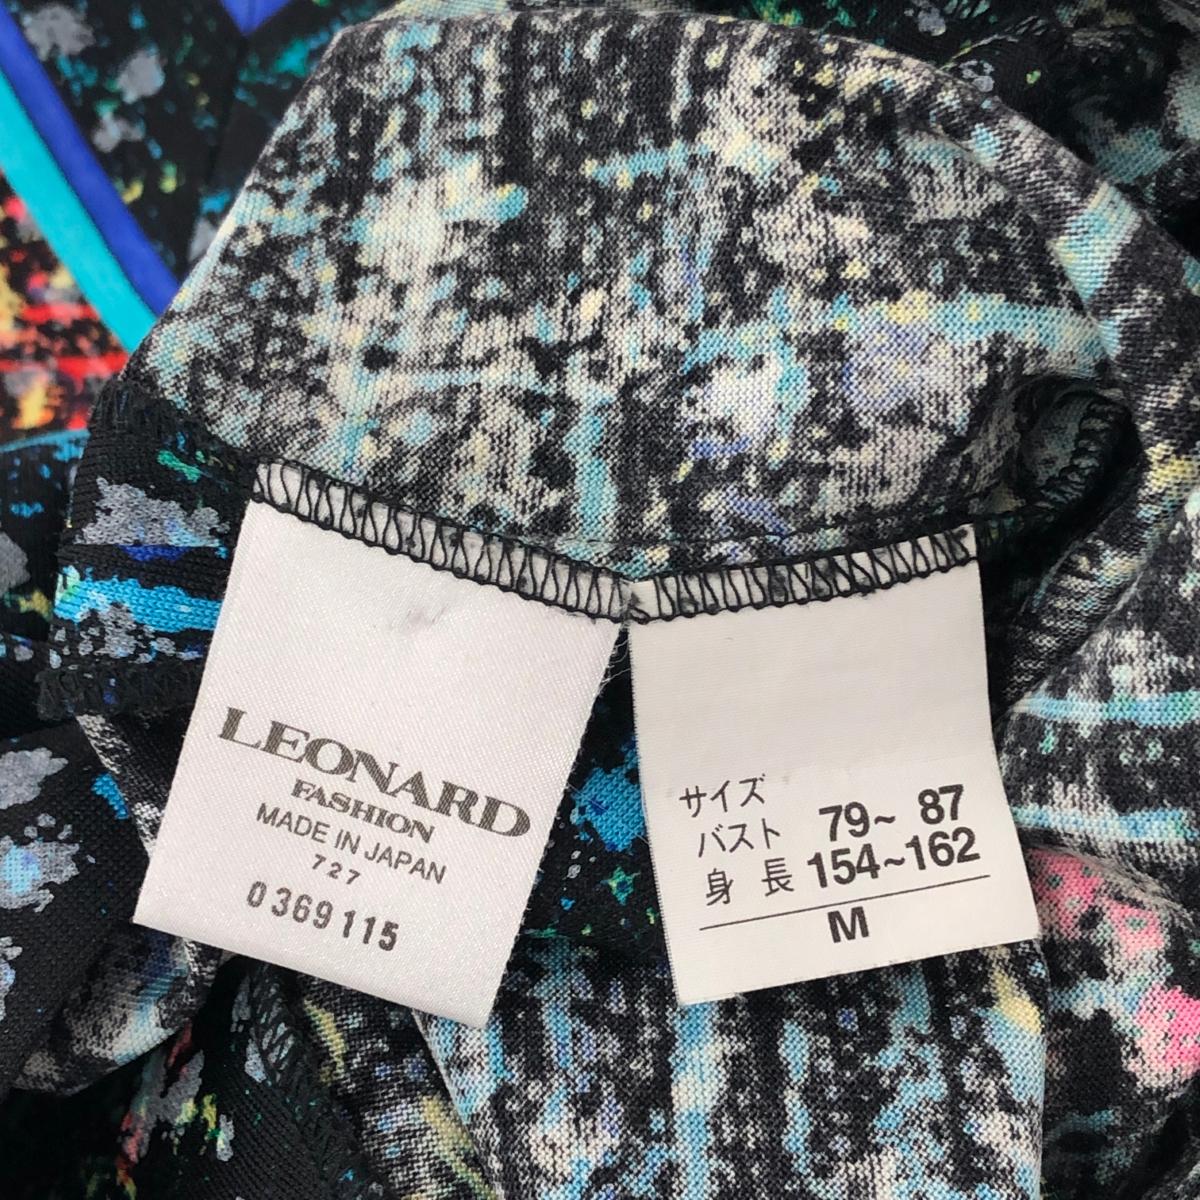 LEONARD
FASHION
MADE IN JAPAN
727
0369115
サイズ
バスト 79~ 87
身 長 154~162
M